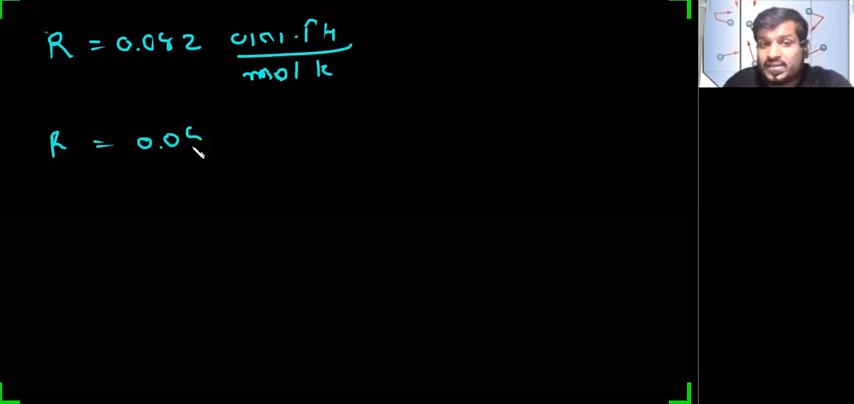 R = 0.082
mol k
R = 0.0